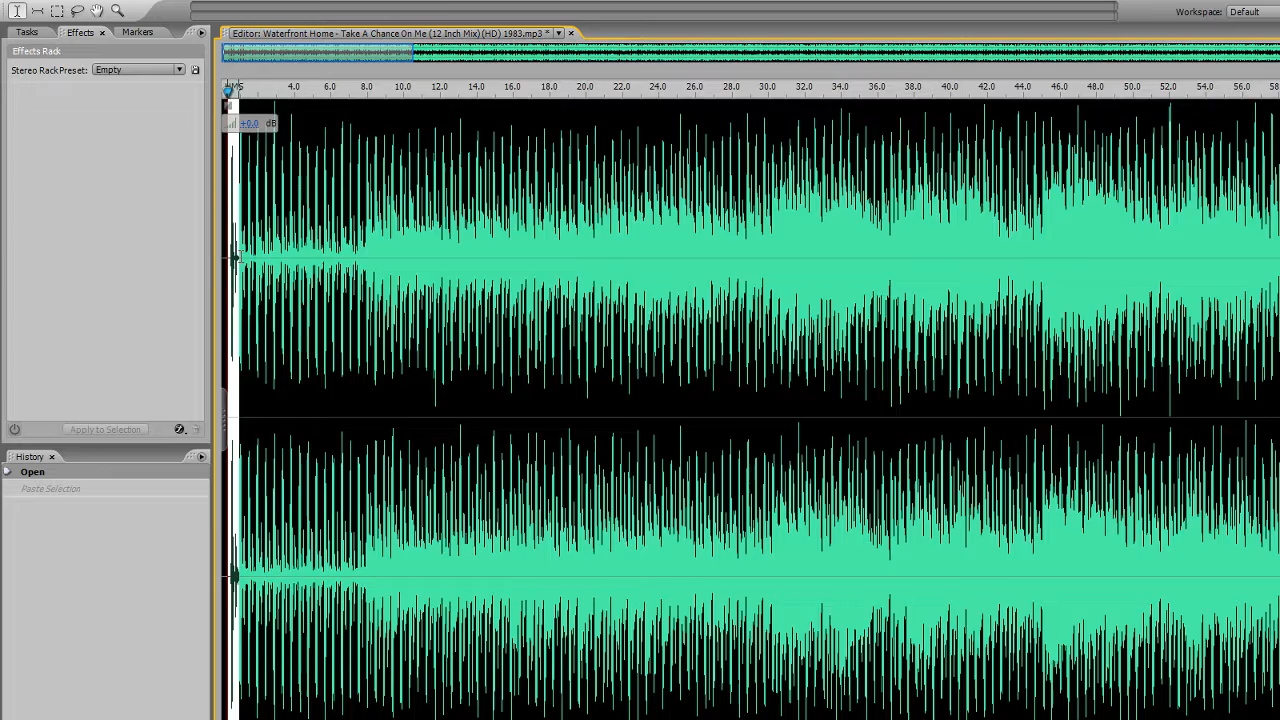 Workspace: Default
Tasks Effects × Markers
Editor: Waterfront Home - Take A Chance On Me (12 Inch Mix)(HD) 1983.mp3 * ×
Effects Rack
Stereo Rack Preset: Empty
4.0 6.0 8.0 10.0 12.0 14.0 16.0 18.0 20.0 22.0 24.0 26.0 28.0 30.0 32.0 34.0 36.0 38.0 40.0 42.0 44.0 46.0 48.0 50.0 52.0 54.0 56.0 58
+0.0 dB
Apply to Selection
History ×
Open
Paste Selection